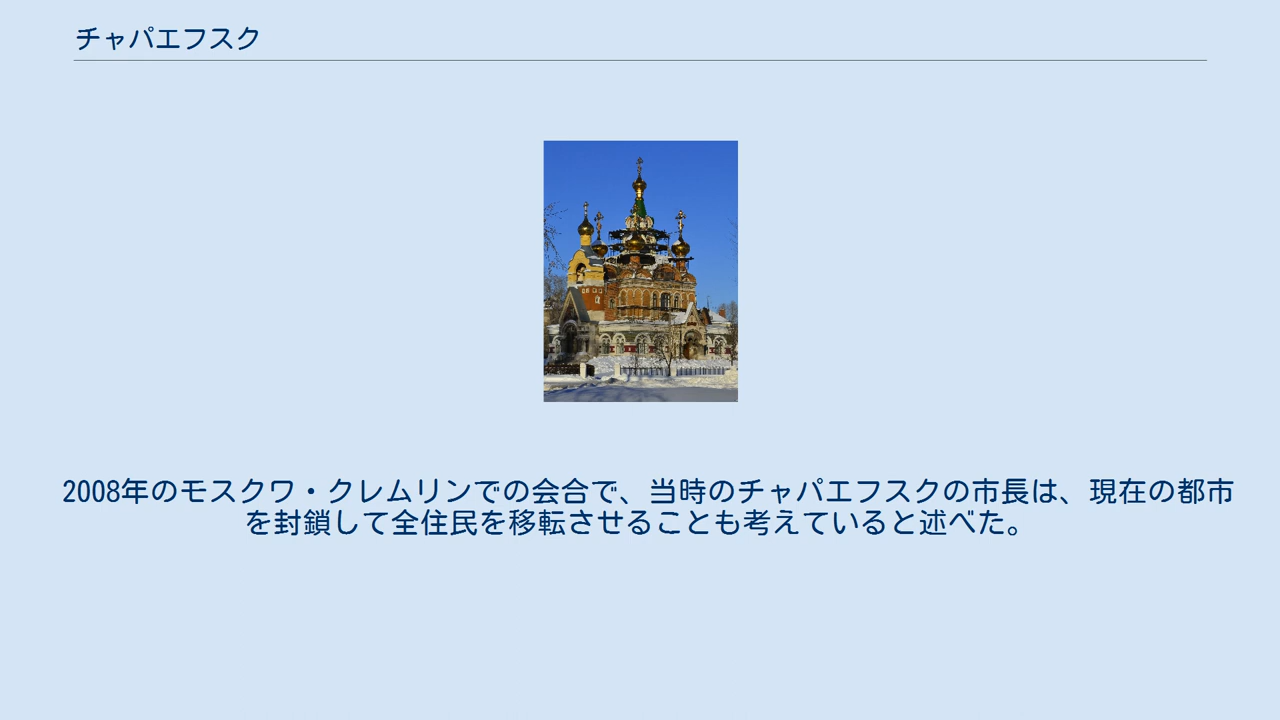 チャパエフスク
2008年のモスクワ・クレムリンでの会合で、当時のチャパエフスクの市長は、現在の都市
を封鎖して全住民を移転させることも考えていると述べた。